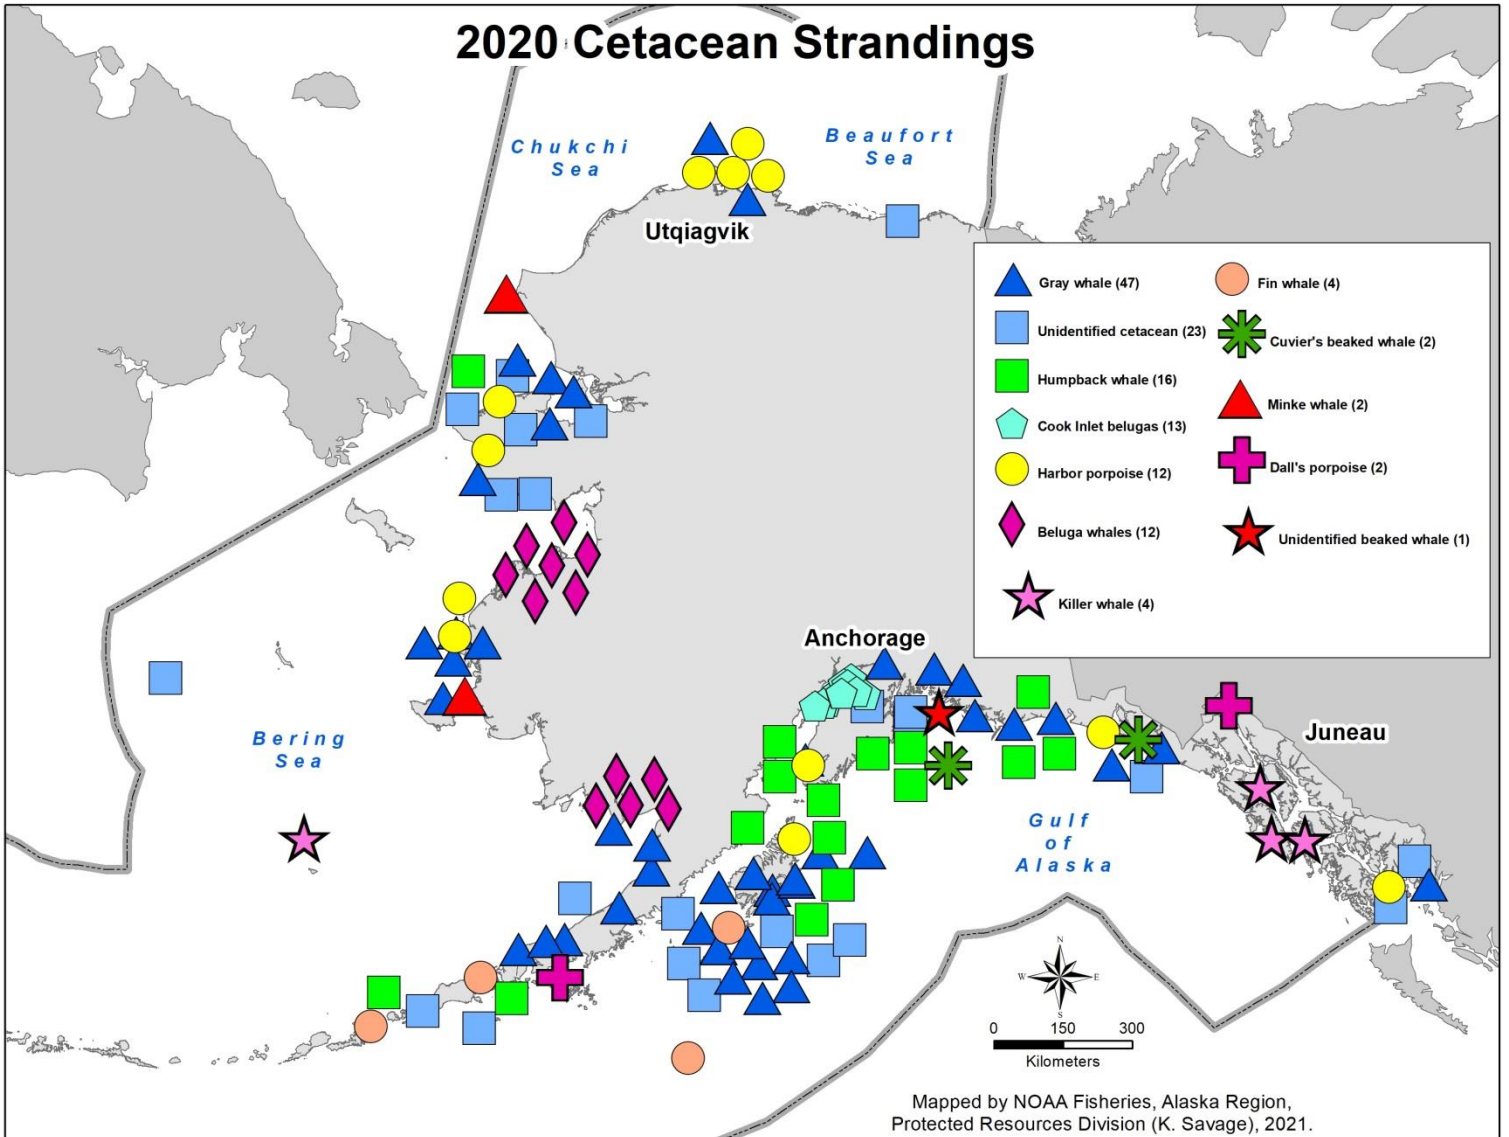 2020 Cetacean Strandings
Chukchi
Sea
Beaufort
Sea
Utqiagvik
Gray whale (47)
Unidentified cetacean (23)
Humpback whale (16)
Cook Inlet belugas (13)
Harbor porpoise (12)
Beluga whales (12)
Killer whale (4)
Fin whale (4)
Cuvier's beaked whale (2)
Minke whale (2)
Dall's porpoise (2)
Unidentified beaked whale (1)
Anchorage
Juneau
Bering
Sea
Gulf
of
Alaska
N
W E
S
0 150 300
Kilometers
Mapped by NOAA Fisheries, Alaska Region,
Protected Resources Division (K. Savage), 2021.